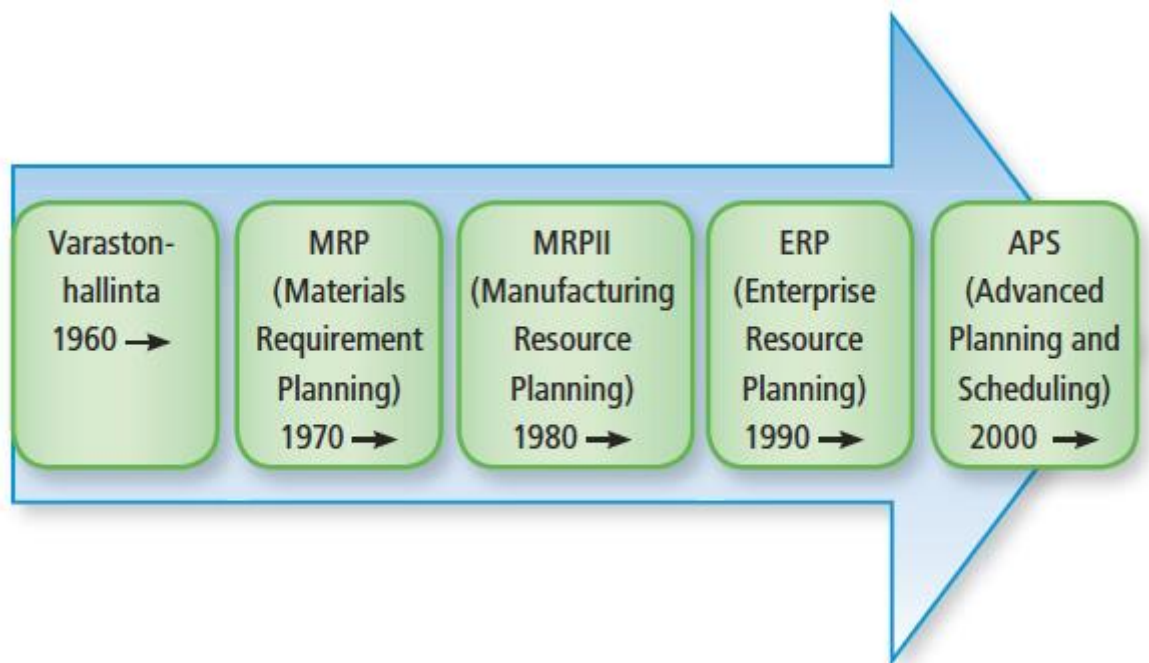 Varaston-
hallinta
1960 →
MRP
(Materials
Requirement
Planning)
1970 →
MRPII
(Manufacturing
Resource
Planning)
1980 →
ERP
(Enterprise
Resource
Planning)
1990 →
APS
(Advanced
Planning and
Scheduling)
2000 →